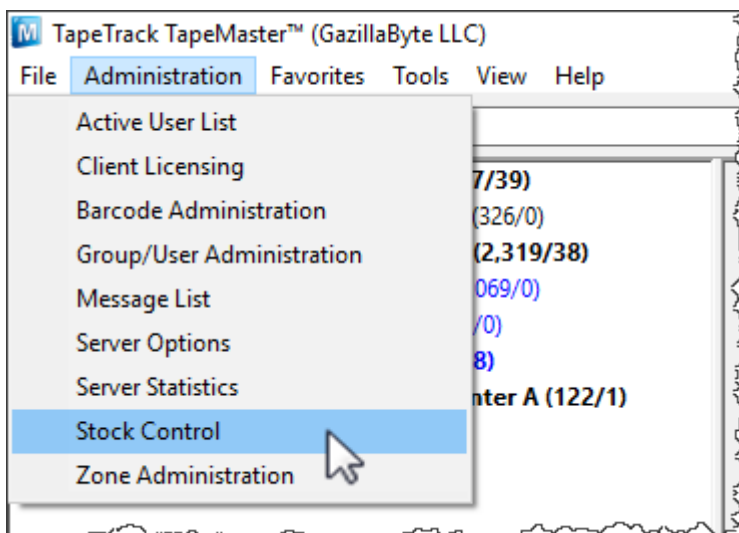 TapeTrack TapeMaster™ (GazillaByte LLC)
File Administration Favorites Tools View Help
Active User List
Client Licensing
Barcode Administration
Group/User Administration
Message List
Server Options
Server Statistics
Stock Control
Zone Administration
7/39)
(326/0)
(2,319/38)
069/0)
/0)
8)
nter A (122/1)